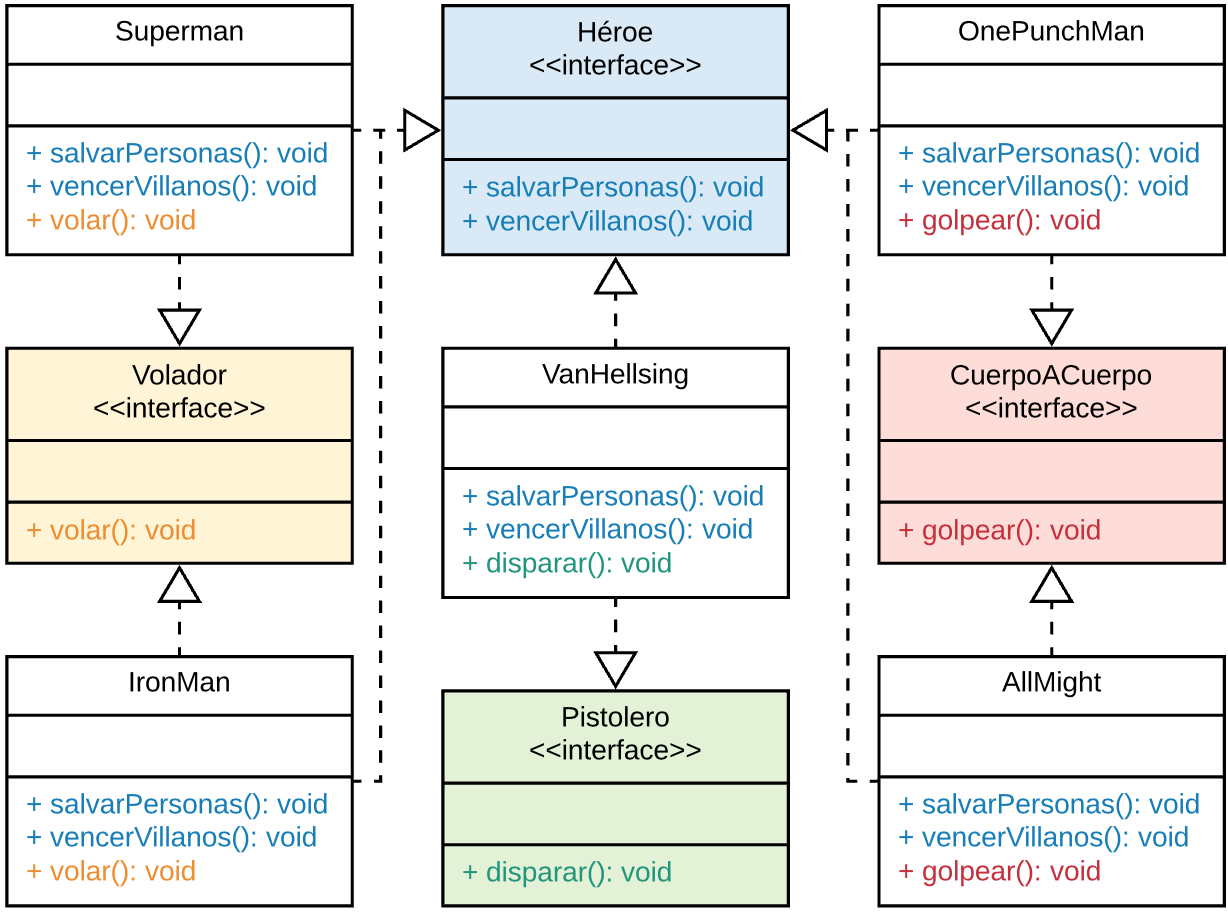 Superman
+ salvarPersonas(): void
+ vencerVillanos(): void
+ volar(): void
Héroe
<<interface>>
+ salvarPersonas(): void
+ vencerVillanos(): void
OnePunchMan
+ salvarPersonas(): void
+ vencerVillanos(): void
+ golpear(): void
Volador
<<interface>>
+ volar(): void
VanHellsing
+ salvarPersonas(): void
+ vencerVillanos(): void
+ disparar(): void
CuerpoACuerpo
<<interface>>
+ golpear(): void
IronMan
+ salvarPersonas(): void
+ vencerVillanos(): void
+ volar(): void
Pistolero
<<interface>>
+ disparar(): void
AllMight
+ salvarPersonas(): void
+ vencerVillanos(): void
+ golpear(): void